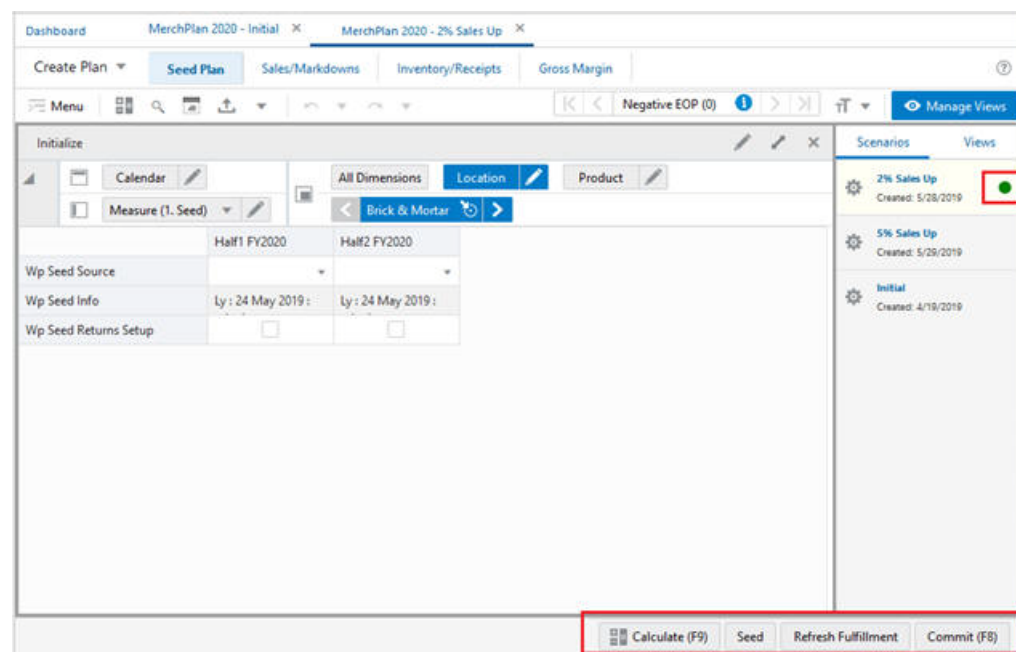 Dashboard MerchPlan 2020 - Initial × MerchPlan 2020 - 2% Sales Up ×
Create Plan Seed Plan Sales/Markdowns Inventory/Receipts Gross Margin
Menu Negative EOP (0) Manage Views
Initialize Scenarios Views
Calendar All Dimensions Location Product
Measure (1. Seed) Brick & Mortar
2% Sales Up
Created: 5/28/2019
5% Sales Up
Created: 5/29/2019
Initial
Created: 4/19/2019
Half1 FY2020 Half2 FY2020
Wp Seed Source
Wp Seed Info Ly : 24 May 2019 : Ly : 24 May 2019 :
Wp Seed Returns Setup
Calculate (F9) Seed Refresh Fulfillment Commit (F8)